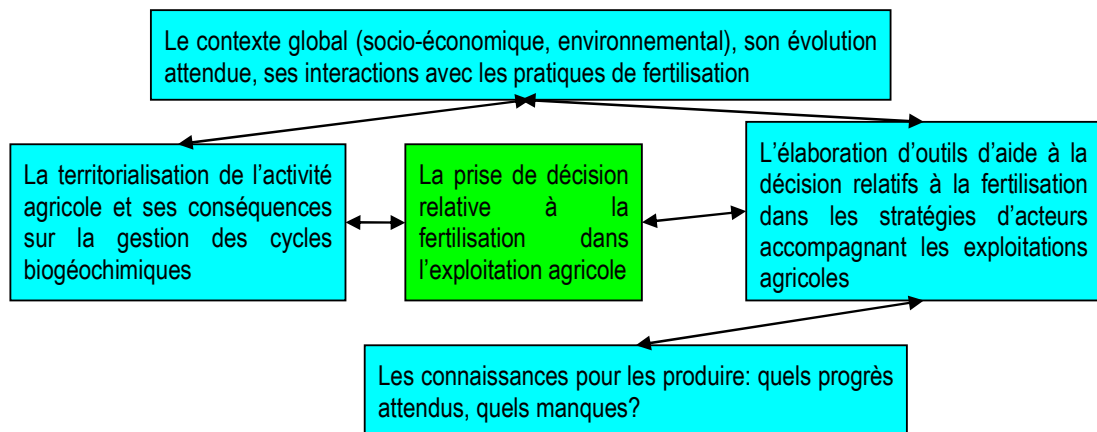 Le contexte global (socio-économique, environnemental), son évolution
attendue, ses interactions avec les pratiques de fertilisation
La territorialisation de l'activité
agricole et ses conséquences
sur la gestion des cycles
biogéochimiques
La prise de décision
relative à la
fertilisation dans
l'exploitation agricole
L'élaboration d'outils d'aide à la
décision relatifs à la fertilisation
dans les stratégies d'acteurs
accompagnant les exploitations
agricoles
Les connaissances pour les produire: quels progrès
attendus, quels manques?